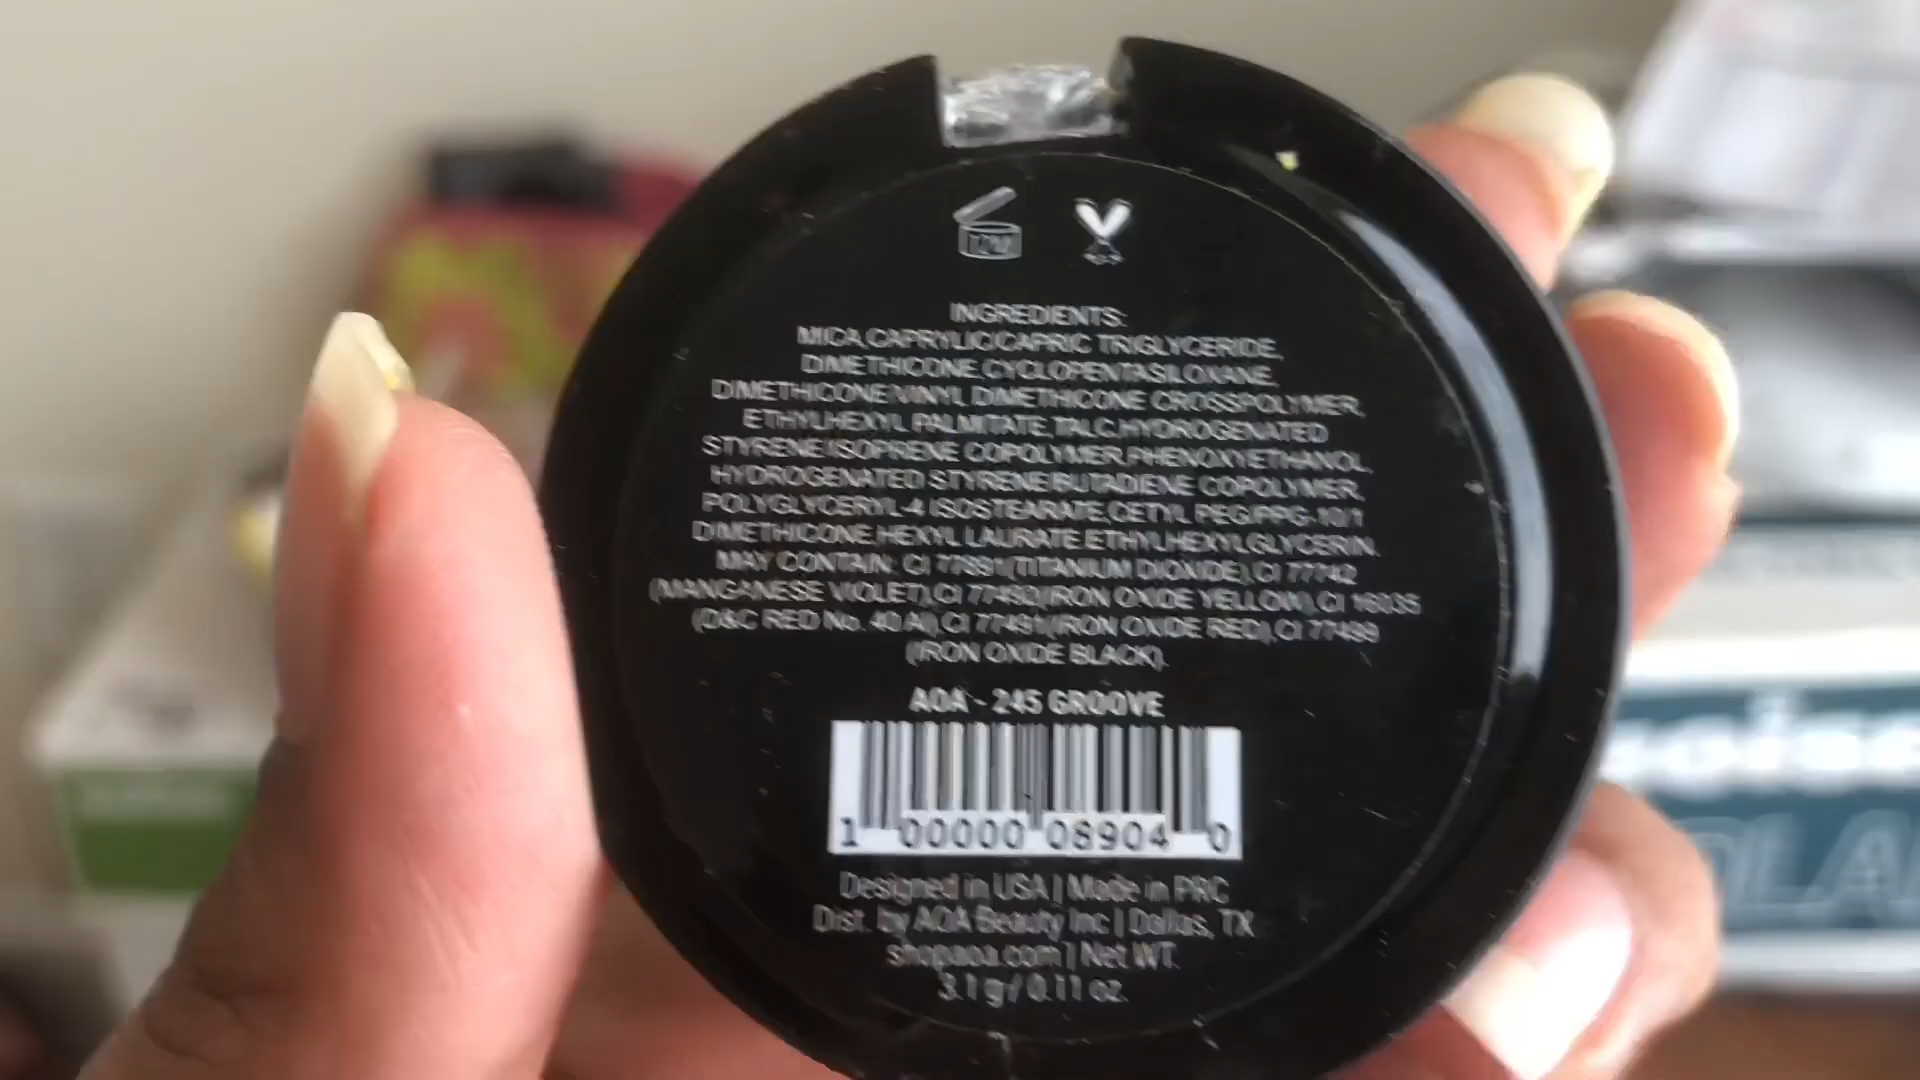 12M
INGREDIENTS:
MICA,CAPRYLIC/CAPRIC TRIGLYCERIDE,
DIMETHICONE,CYCLOPENTASILOXANE,
DIMETHICONE/VINYL DIMETHICONE CROSSPOLYMER,
ETHYLHEXYL PALMITATE,TALC,HYDROGENATED
STYRENE/ISOPRENE COPOLYMER,PHENOXYETHANOL,
HYDROGENATED STYRENE/BUTADIENE COPOLYMER,
POLYGLYCERYL-4 ISOSTEARATE,CETYL PEG/PPG-10/1
DIMETHICONE,HEXYL LAURATE,ETHYLHEXYLGLYCERIN.
MAY CONTAIN: CI 77891(TITANIUM DIOXIDE),CI 77742
(MANGANESE VIOLET),CI 77492(IRON OXIDE YELLOW),CI 16035
(D&C RED No. 40 Al),CI 77491(IRON OXIDE RED),CI 77499
(IRON OXIDE BLACK).
AOA - 245 GROOVE
1 00000 08904 0
Designed in USA | Made in PRC
Dist. by AOA Beauty Inc | Dallas, TX
shopaoa.com | Net WT.
3.1 g / 0.11 oz.